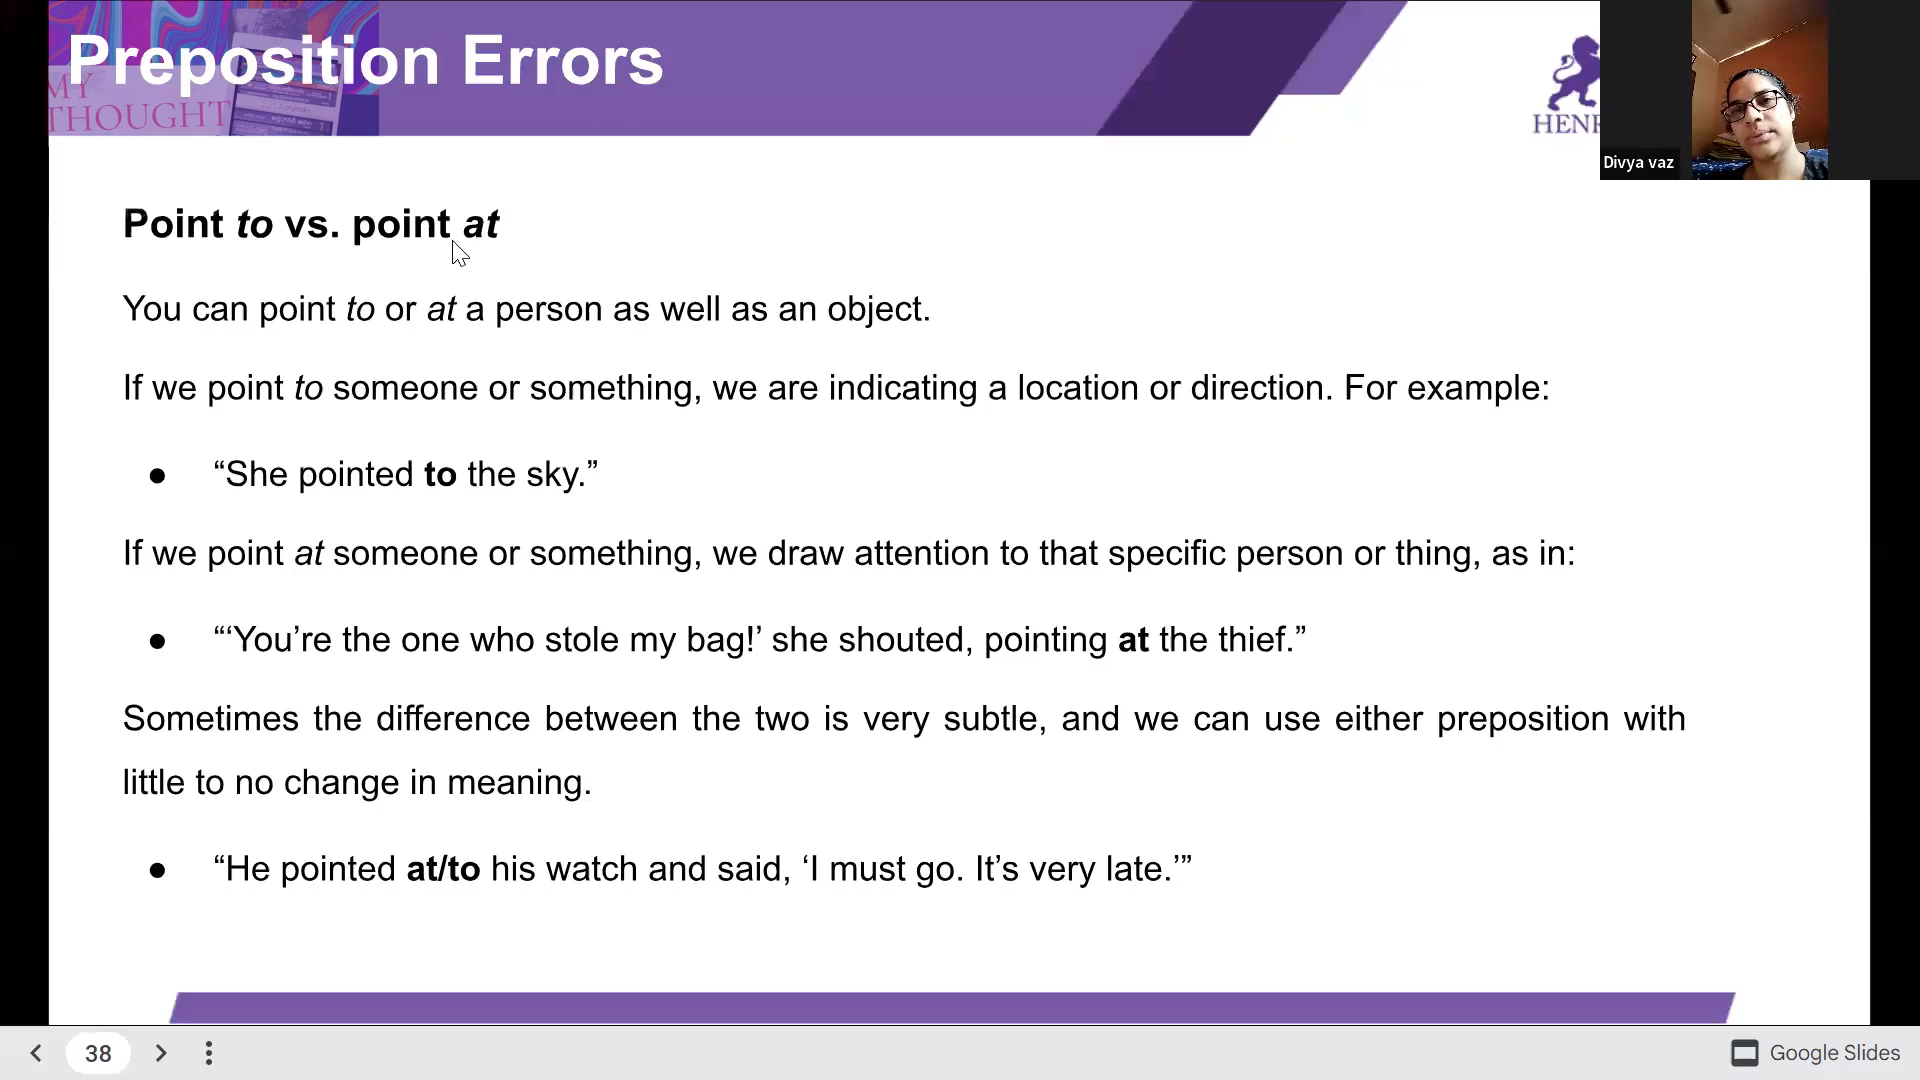 Preposition Errors
MY
THOUGHT
HENR
Divya vaz
Point to vs. point at
You can point to or at a person as well as an object.
If we point to someone or something, we are indicating a location or direction. For example:
● “She pointed to the sky.”
If we point at someone or something, we draw attention to that specific person or thing, as in:
● “‘You’re the one who stole my bag!’ she shouted, pointing at the thief.”
Sometimes the difference between the two is very subtle, and we can use either preposition with
little to no change in meaning.
● “He pointed at/to his watch and said, ‘I must go. It’s very late.’”
38
Google Slides